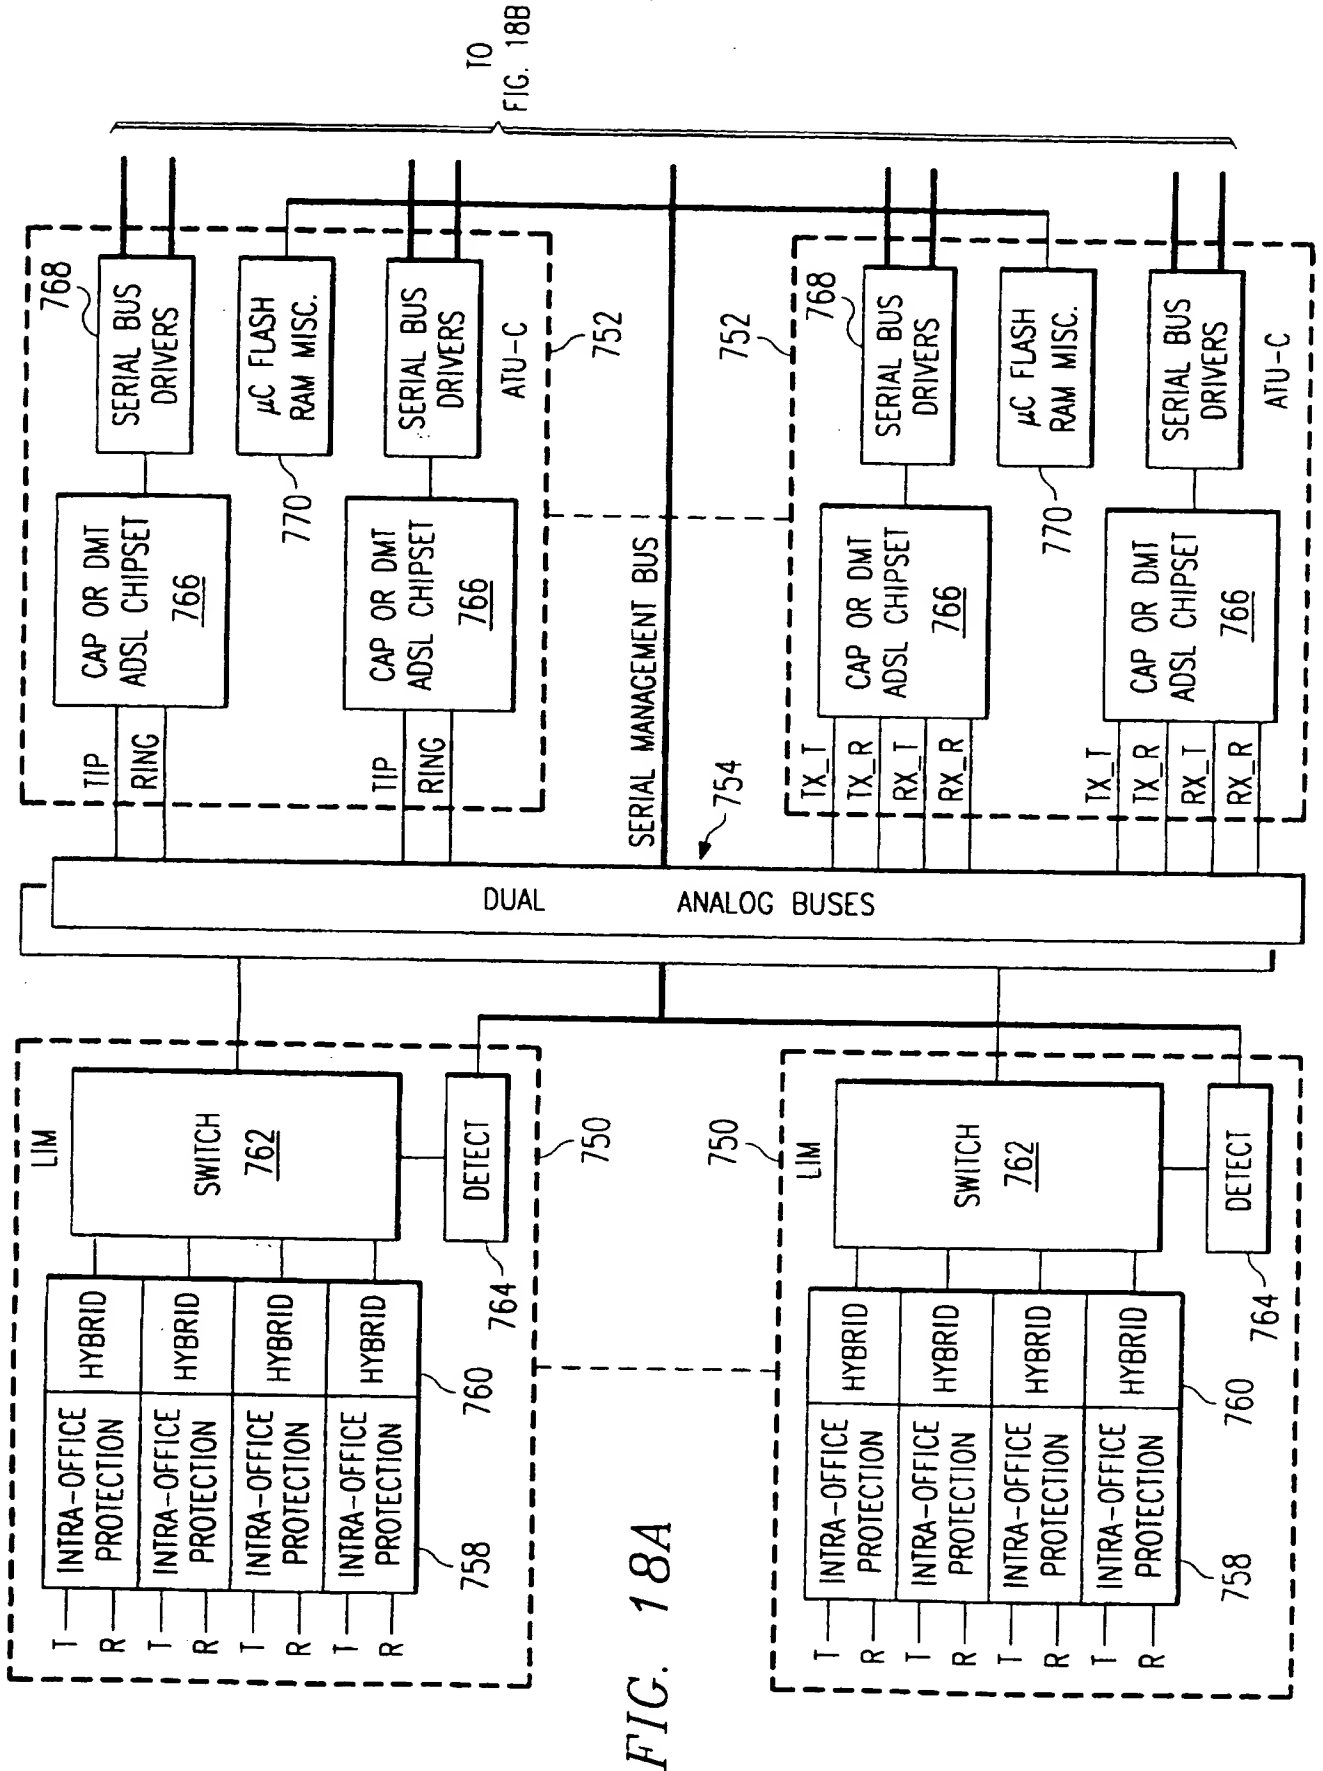 FIG. 18A
T
R
T
R
T
R
T
R
INTRA-OFFICE
PROTECTION
INTRA-OFFICE
PROTECTION
INTRA-OFFICE
PROTECTION
INTRA-OFFICE
PROTECTION
758
HYBRID
HYBRID
HYBRID
HYBRID
760
LIM
SWITCH
762
DETECT
764
750
T
R
T
R
T
R
T
R
INTRA-OFFICE
PROTECTION
INTRA-OFFICE
PROTECTION
INTRA-OFFICE
PROTECTION
INTRA-OFFICE
PROTECTION
758
HYBRID
HYBRID
HYBRID
HYBRID
760
750
LIM
SWITCH
762
DETECT
764
DUAL ANALOG BUSES
754
SERIAL MANAGEMENT BUS
TIP
RING
CAP OR DMT
ADSL CHIPSET
766
768
SERIAL BUS
DRIVERS
770
µC FLASH
RAM MISC.
TIP
RING
CAP OR DMT
ADSL CHIPSET
766
SERIAL BUS
DRIVERS
ATU-C
752
752
TX_T
TX_R
RX_T
RX_R
CAP OR DMT
ADSL CHIPSET
766
768
SERIAL BUS
DRIVERS
770
µC FLASH
RAM MISC.
TX_T
TX_R
RX_T
RX_R
CAP OR DMT
ADSL CHIPSET
766
SERIAL BUS
DRIVERS
ATU-C
TO
FIG. 18B